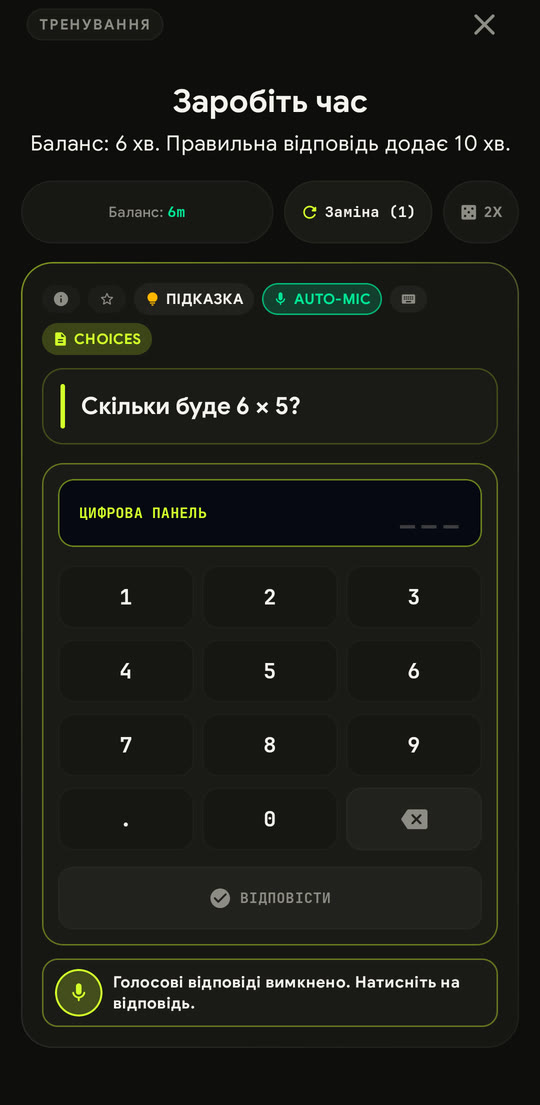 ТРЕНУВАННЯ
Заробіть час
Баланс: 6 хв. Правильна відповідь додає 10 хв.
Баланс: 6m
Заміна (1)
2X
ПІДКАЗКА
AUTO-MIC
CHOICES
Скільки буде 6 × 5?
ЦИФРОВА ПАНЕЛЬ
_ _ _
1 2 3
4 5 6
7 8 9
. 0
ВІДПОВІСТИ
Голосові відповіді вимкнено. Натисніть на
відповідь.